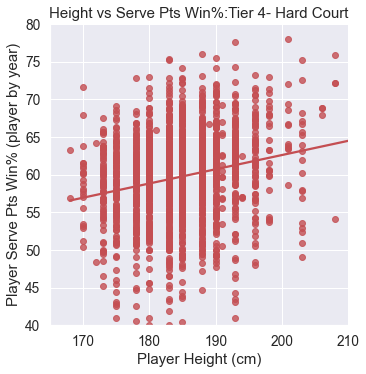 Height vs Serve Pts Win%:Tier 4- Hard Court
Player Serve Pts Win% (player by year)
80
75
70
65
60
55
50
45
40
170 180 190 200 210
Player Height (cm)